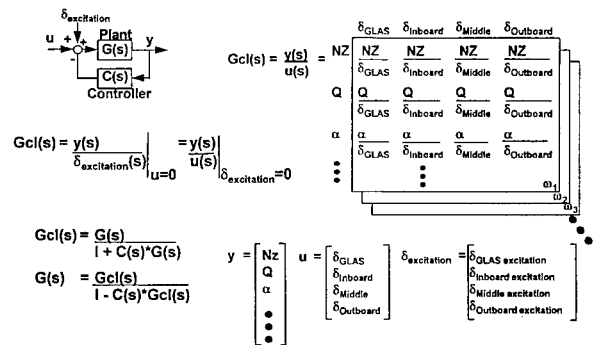 δexcitation
Plant
u + + G(s) y
-
C(s)
Controller
Gcl(s) = y(s) / u(s) =
δGLAS δInboard δMiddle δOutboard
NZ NZ/δGLAS NZ/δInboard NZ/δMiddle NZ/δOutboard
Q Q/δGLAS Q/δInboard Q/δMiddle Q/δOutboard
α α/δGLAS α/δInboard α/δMiddle α/δOutboard
ω1
ω2
ω3
Gcl(s) = y(s)/δexcitation(s) | u=0 = y(s)/u(s) | δexcitation=0
Gcl(s) = G(s) / I + C(s)*G(s)
G(s) = Gcl(s) / I - C(s)*Gcl(s)
y = [Nz Q α]
u = [δGLAS δInboard δMiddle δOutboard]
δexcitation = [δGLAS excitation δInboard excitation δMiddle excitation δOutboard excitation]